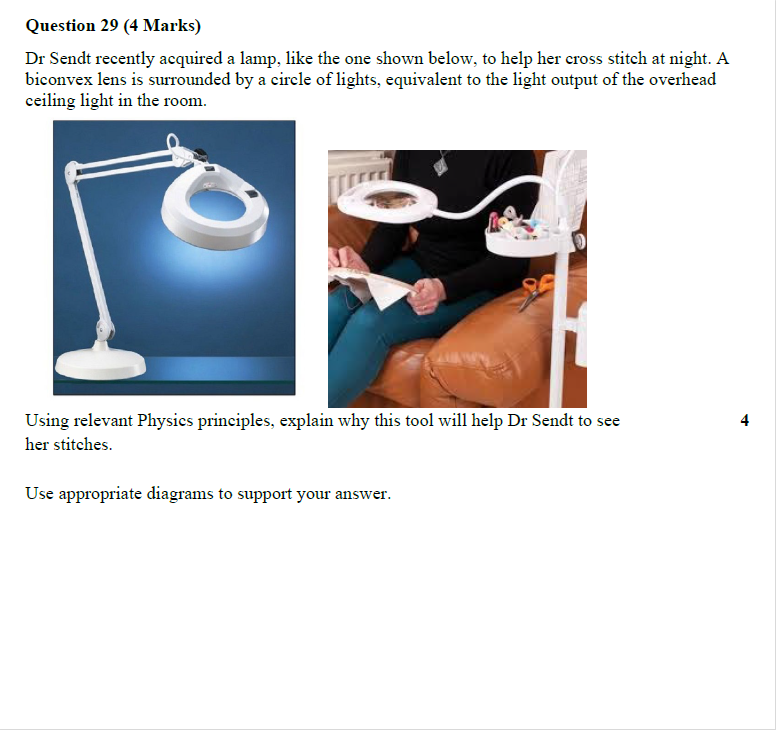 Question 29 (4 Marks)
Dr Sendt recently acquired a lamp, like the one shown below, to help her cross stitch at night. A
biconvex lens is surrounded by a circle of lights, equivalent to the light output of the overhead
ceiling light in the room.
Using relevant Physics principles, explain why this tool will help Dr Sendt to see 4
her stitches.
Use appropriate diagrams to support your answer.